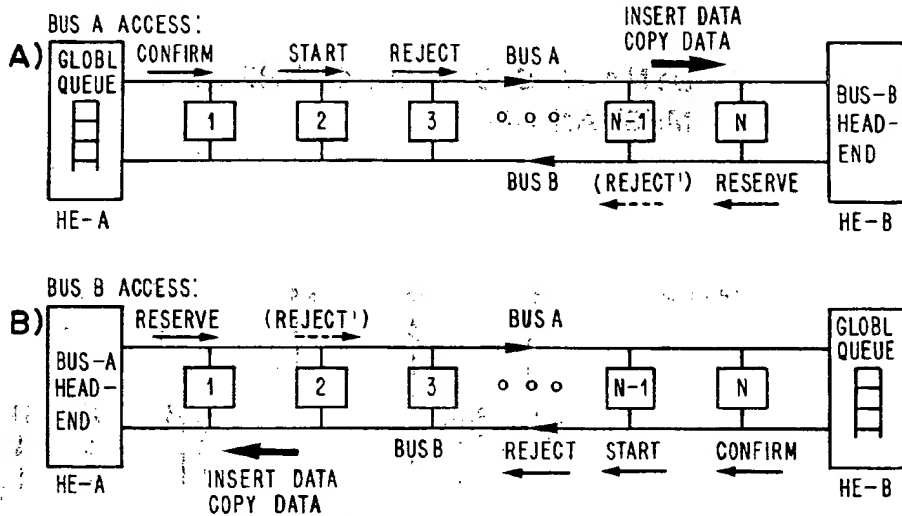 BUS A ACCESS:
A)
GLOBL
QUEUE
CONFIRM
START
REJECT
BUS A
INSERT DATA
COPY DATA
1
2
3
N-1
N
BUS-B
HEAD-
END
BUS B
(REJECT')
RESERVE
HE-A
HE-B
BUS B ACCESS:
B)
RESERVE
(REJECT')
BUS A
GLOBL
QUEUE
BUS-A
HEAD-
END
1
2
3
N-1
N
BUS B
REJECT
START
CONFIRM
INSERT DATA
COPY DATA
HE-A
HE-B